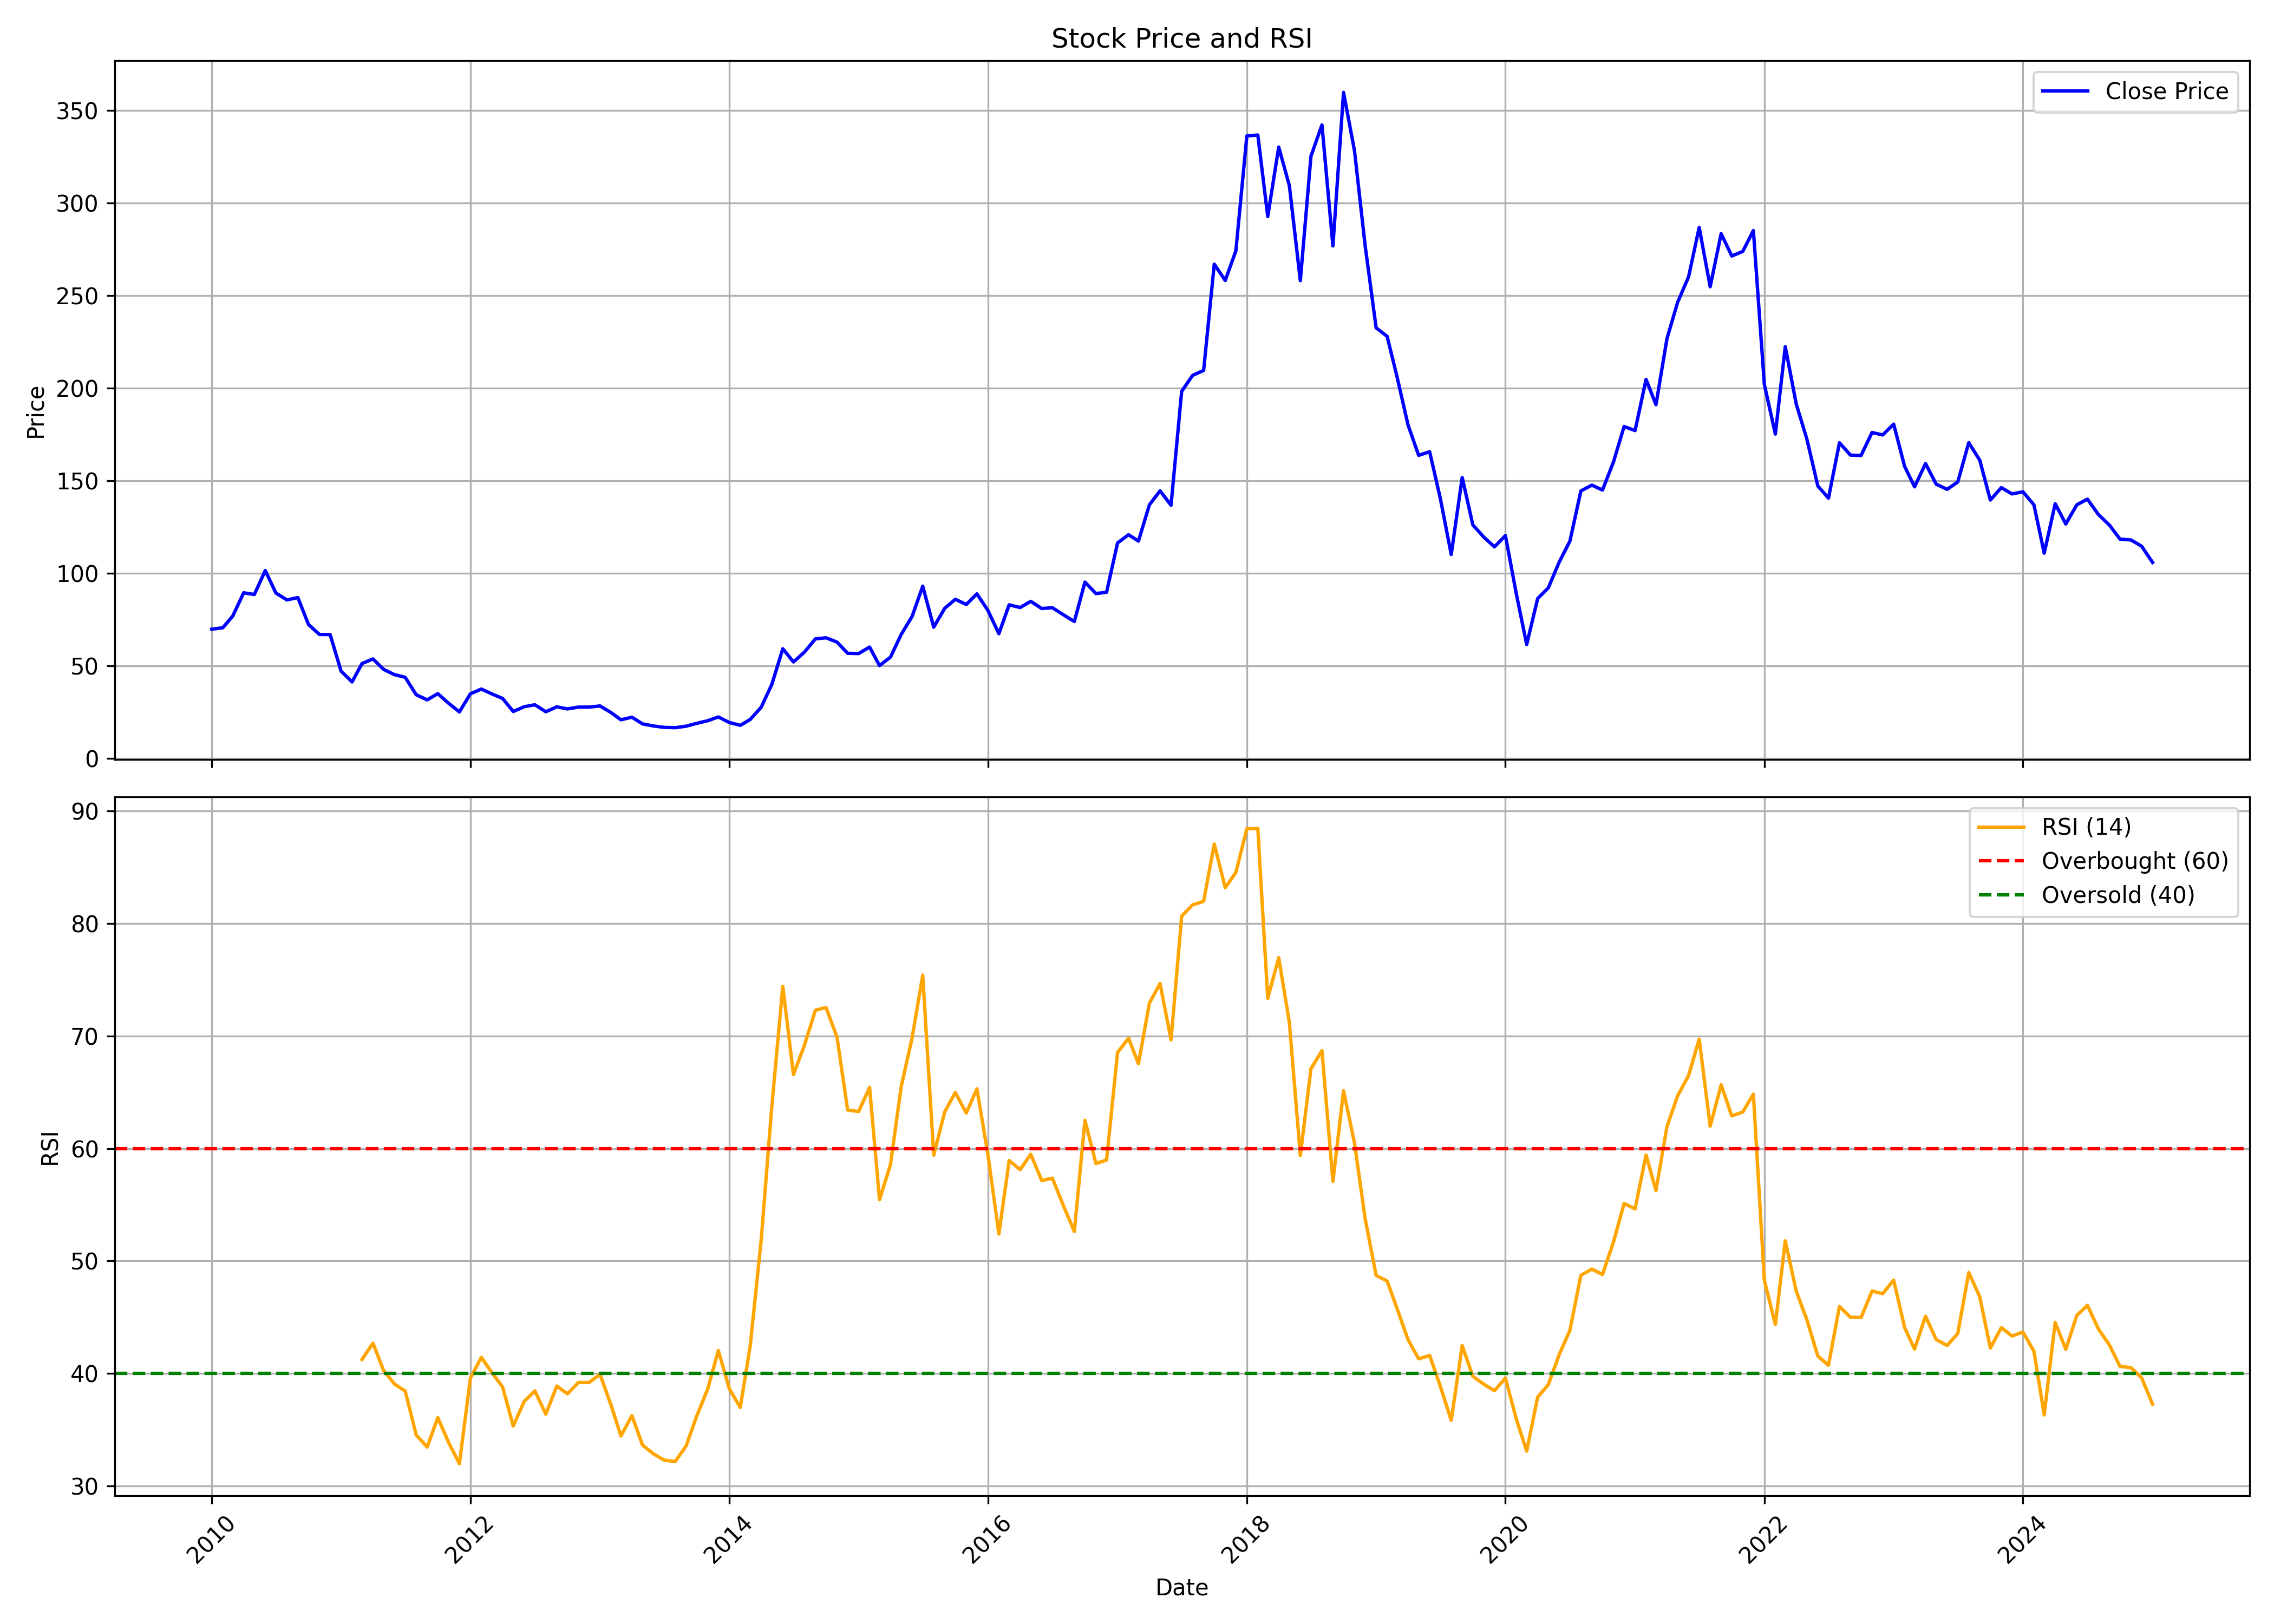 Stock Price and RSI
Close Price
350
300
250
200
150
100
50
0
Price
RSI (14)
Overbought (60)
Oversold (40)
90
80
70
60
50
40
30
RSI
2010
2012
2014
2016
2018
2020
2022
2024
Date